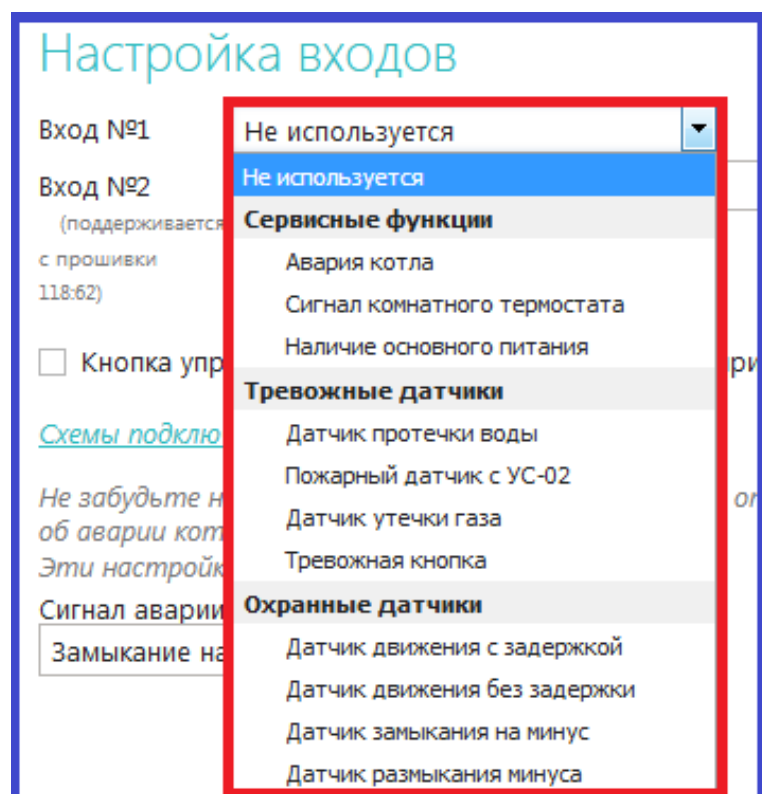 Настройка входов
Вход №1
Не используется
Вход №2
(поддерживается
с прошивки
118:62)
Не используется
Сервисные функции
Авария котла
Сигнал комнатного термостата
Наличие основного питания
Тревожные датчики
Датчик протечки воды
Пожарный датчик с УС-02
Датчик утечки газа
Тревожная кнопка
Охранные датчики
Датчик движения с задержкой
Датчик движения без задержки
Датчик замыкания на минус
Датчик размыкания минуса
Кнопка упр
Схемы подклю
Не забудьте н
об аварии кот
Эти настройк
Сигнал аварии
Замыкание на